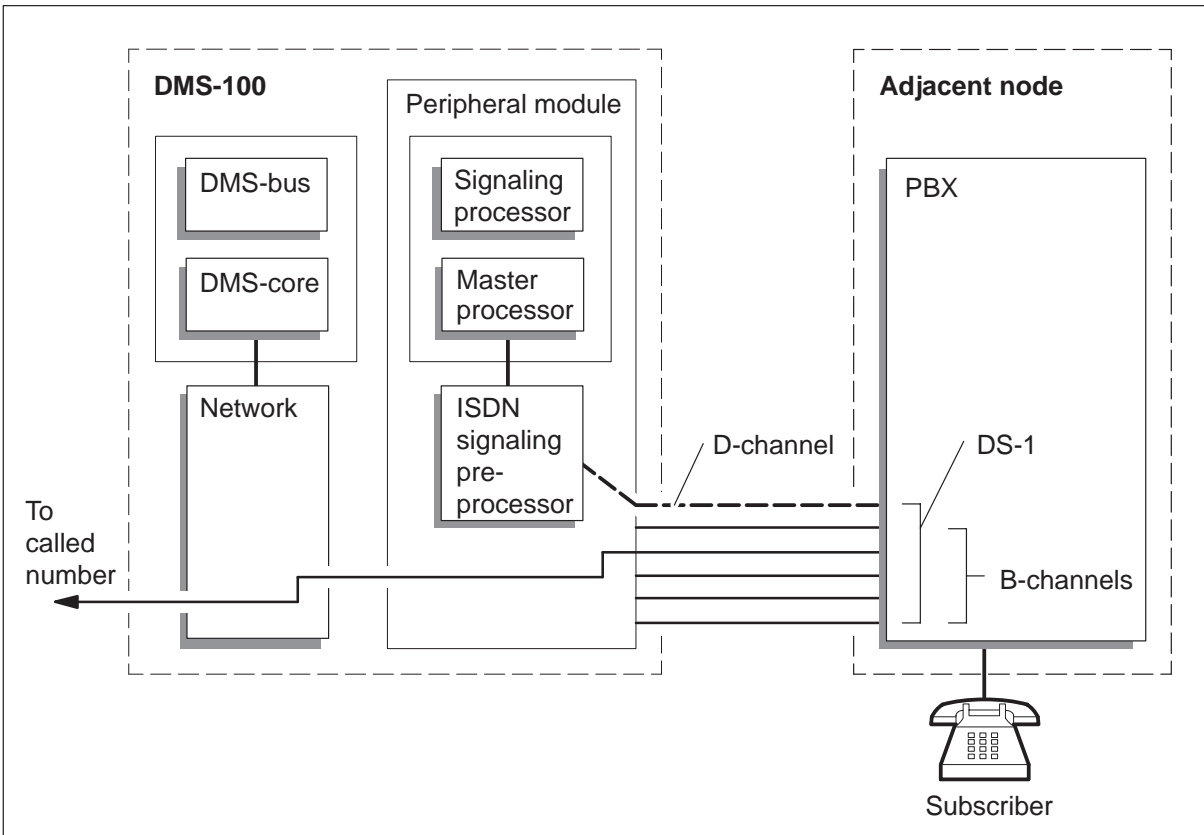 DMS-100
Peripheral module
DMS-bus
DMS-core
Network
Signaling
processor
Master
processor
ISDN
signaling
pre-
processor
To
called
number
D-channel
Adjacent node
PBX
DS-1
B-channels
Subscriber